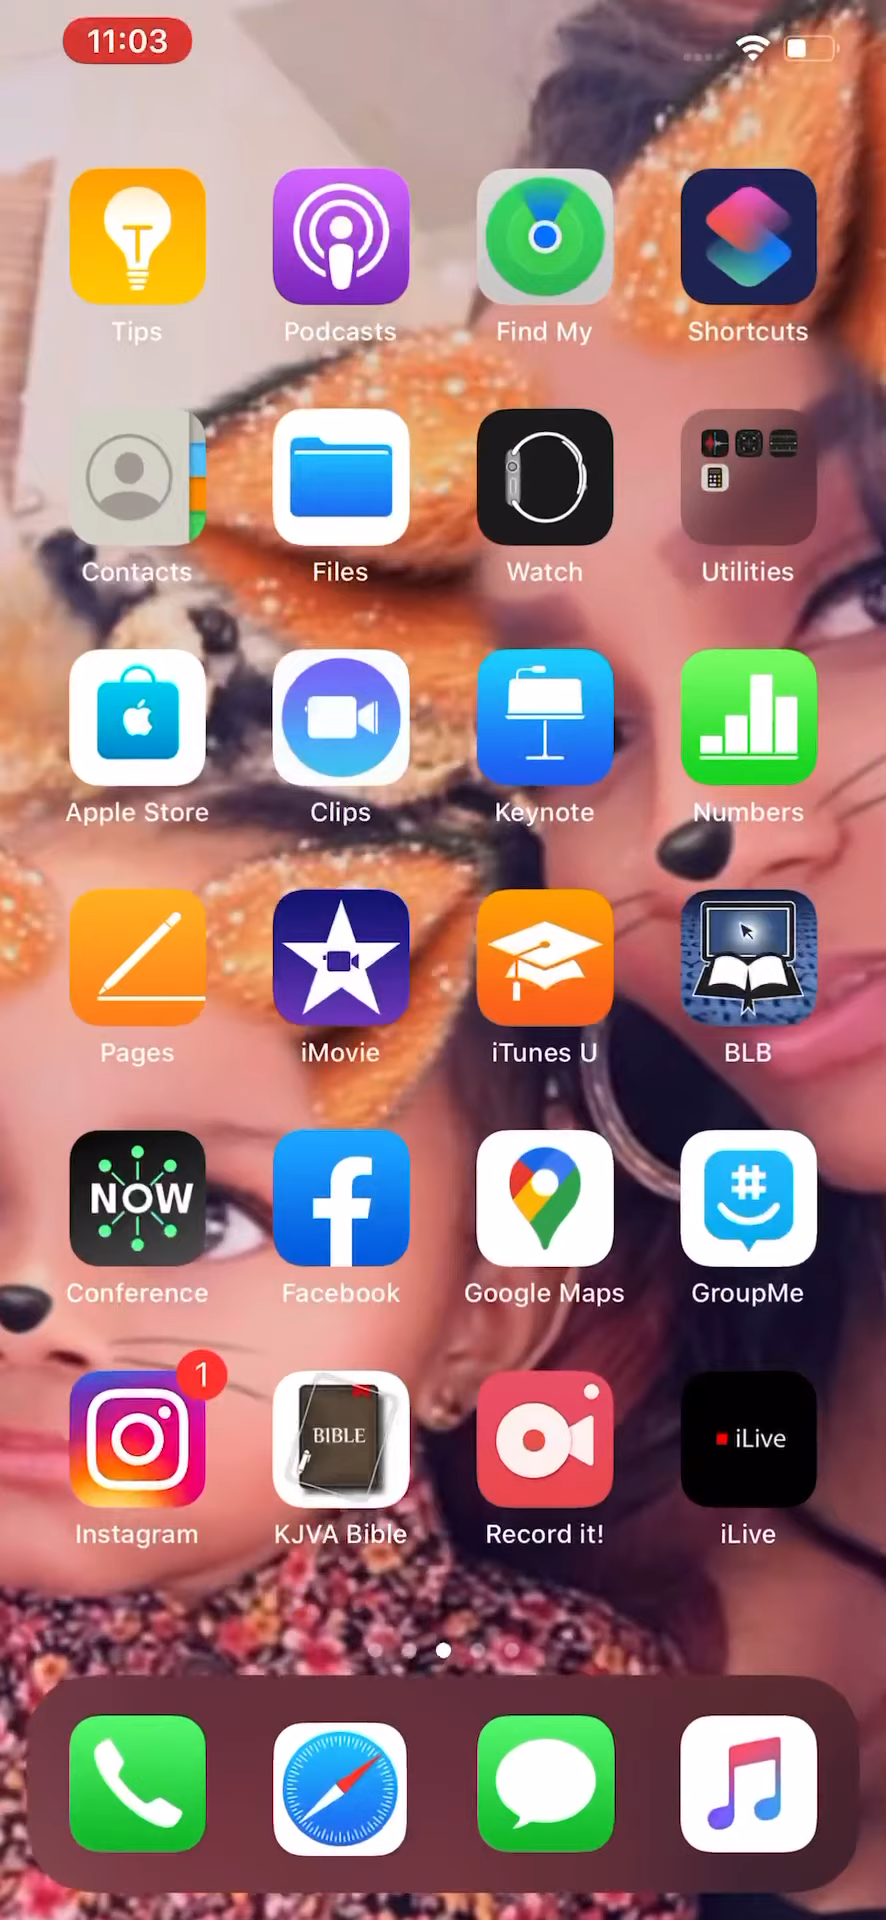 11:03
Tips Podcasts Find My Shortcuts
Contacts Files Watch Utilities
Apple Store Clips Keynote Numbers
Pages iMovie iTunes U BLB
NOW
Conference Facebook Google Maps GroupMe
1
BIBLE iLive
Instagram KJVA Bible Record it! iLive